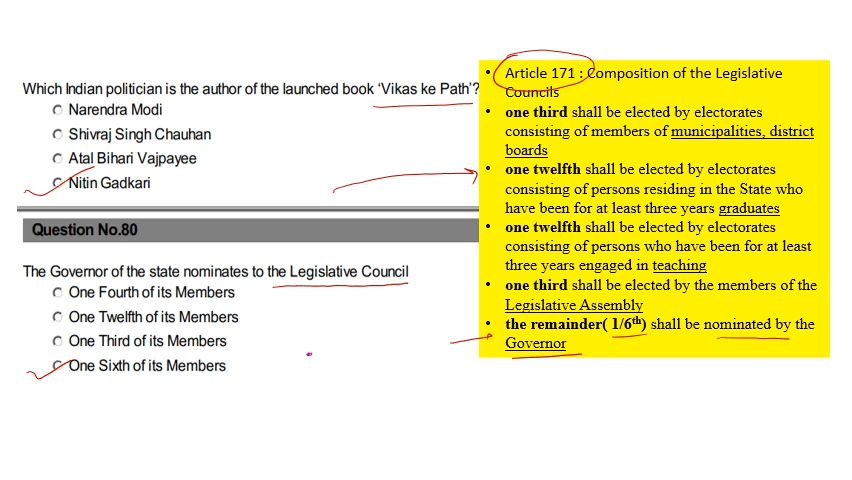 Which Indian politician is the author of the launched book ‘Vikas ke Path’?
Narendra Modi
Shivraj Singh Chauhan
Atal Bihari Vajpayee
Nitin Gadkari
Question No.80
The Governor of the state nominates to the Legislative Council
One Fourth of its Members
One Twelfth of its Members
One Third of its Members
One Sixth of its Members
• Article 171 : Composition of the Legislative
Councils
• one third shall be elected by electorates
consisting of members of municipalities, district
boards
• one twelfth shall be elected by electorates
consisting of persons residing in the State who
have been for at least three years graduates
• one twelfth shall be elected by electorates
consisting of persons who have been for at least
three years engaged in teaching
• one third shall be elected by the members of the
Legislative Assembly
• the remainder( 1/6th) shall be nominated by the
Governor